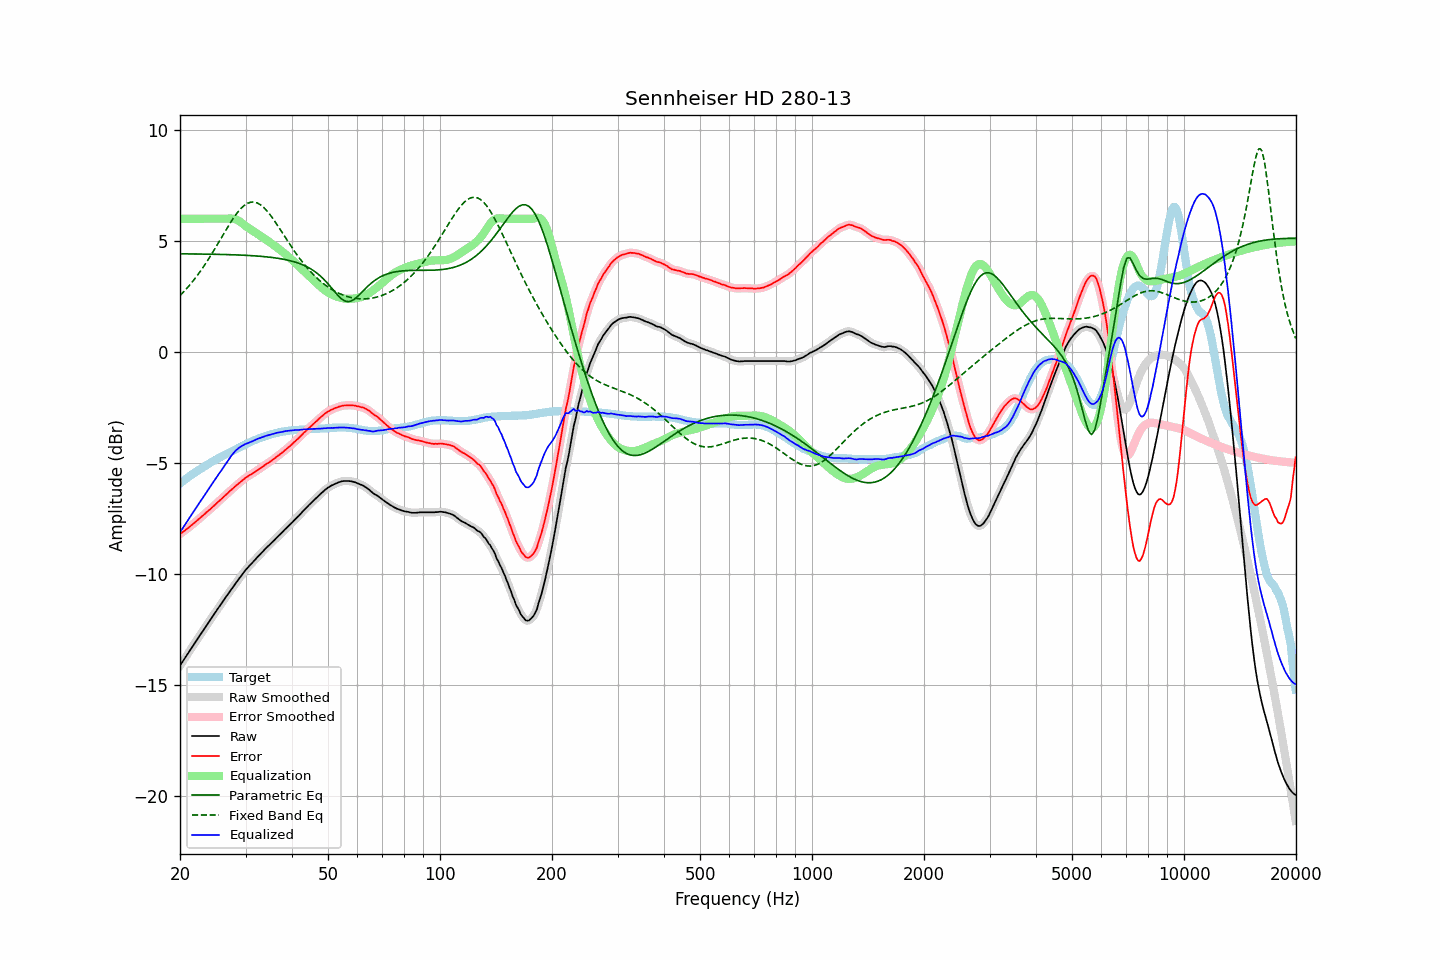 Sennheiser HD 280-13
Amplitude (dBr)
10
5
0
−5
−10
−15
−20
Target
Raw Smoothed
Error Smoothed
Raw
Error
Equalization
Parametric Eq
Fixed Band Eq
Equalized
20 50 100 200 500 1000 2000 5000 10000 20000
Frequency (Hz)